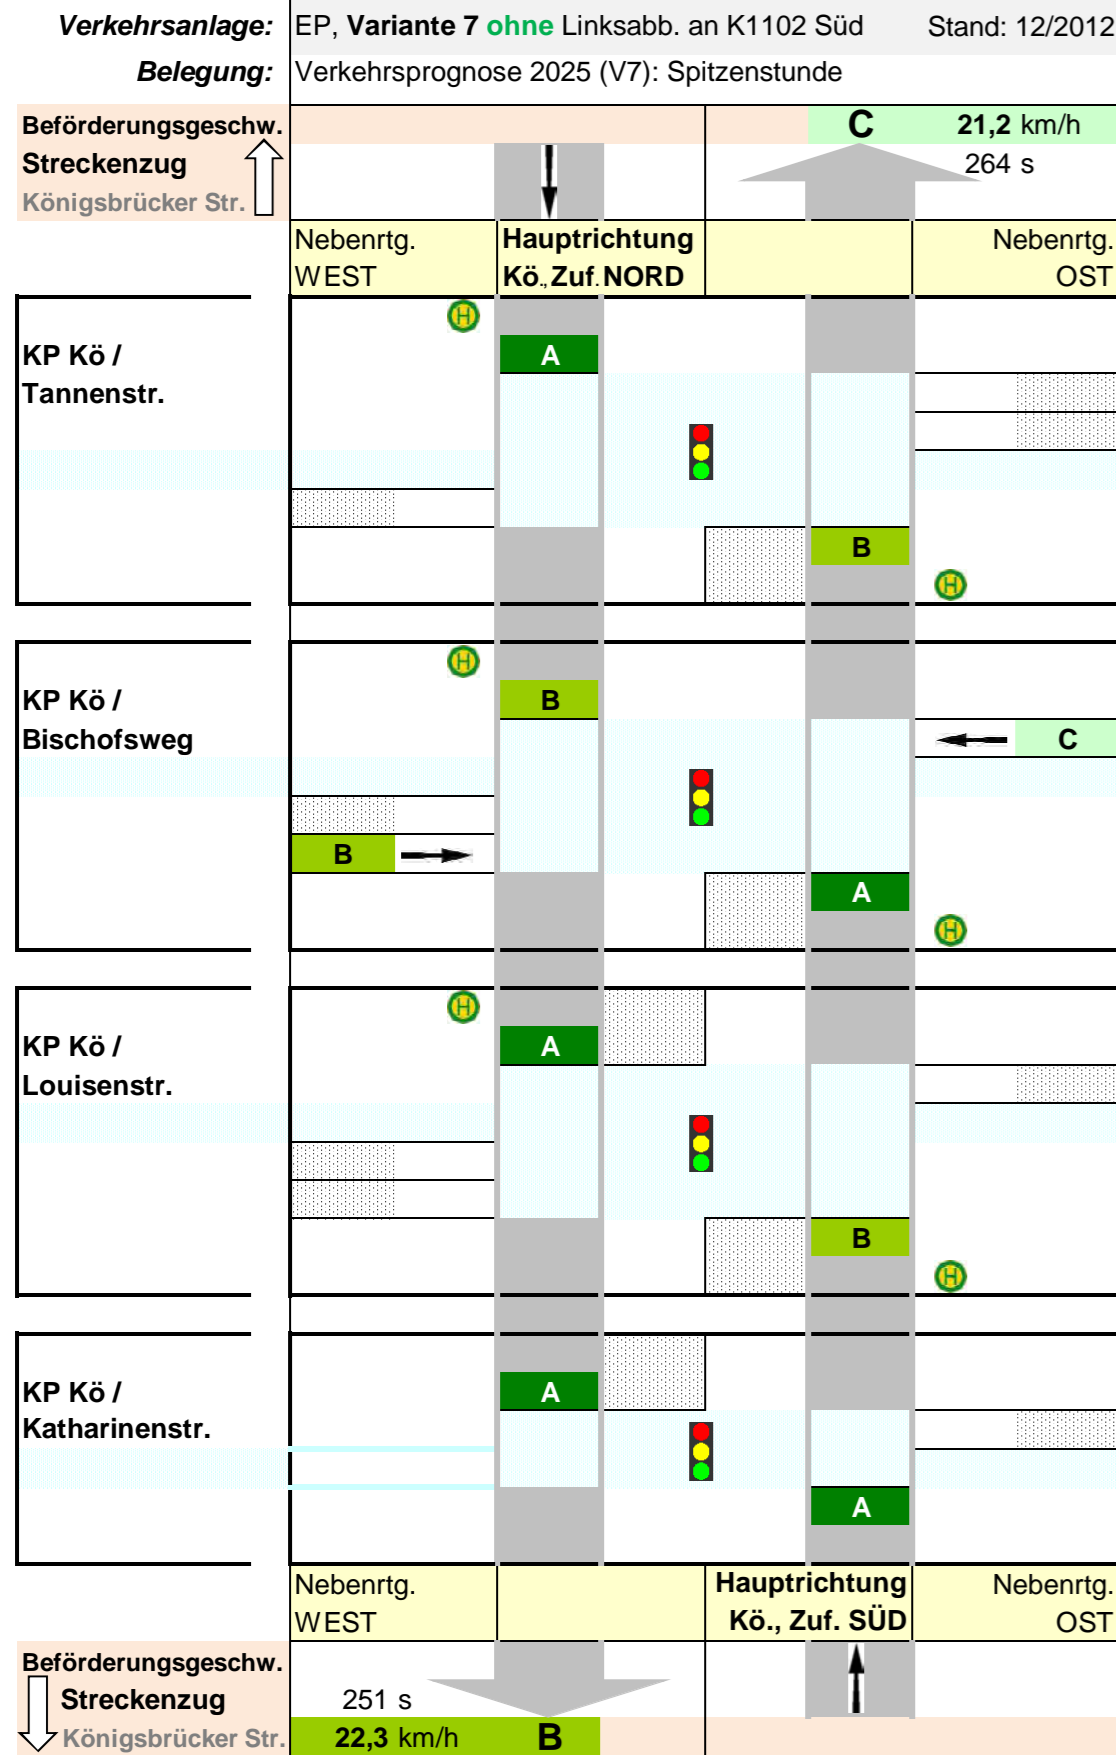 Verkehrsanlage: EP, Variante 7 ohne Linksabb. an K1102 Süd Stand: 12/2012
Belegung: Verkehrsprognose 2025 (V7): Spitzenstunde
Beförderungsgeschw. C 21,2 km/h
Streckenzug 264 s
Königsbrücker Str.
Nebenrtg. Hauptrichtung Nebenrtg.
WEST Kö., Zuf. NORD OST
H
KP Kö / A
Tannenstr.
B
H
H
KP Kö / B
Bischofsweg C
B
A
H
H
KP Kö / A
Louisenstr.
B
H
KP Kö / A
Katharinenstr.
A
Nebenrtg. Hauptrichtung Nebenrtg.
WEST Kö., Zuf. SÜD OST
Beförderungsgeschw.
Streckenzug 251 s
Königsbrücker Str. 22,3 km/h B